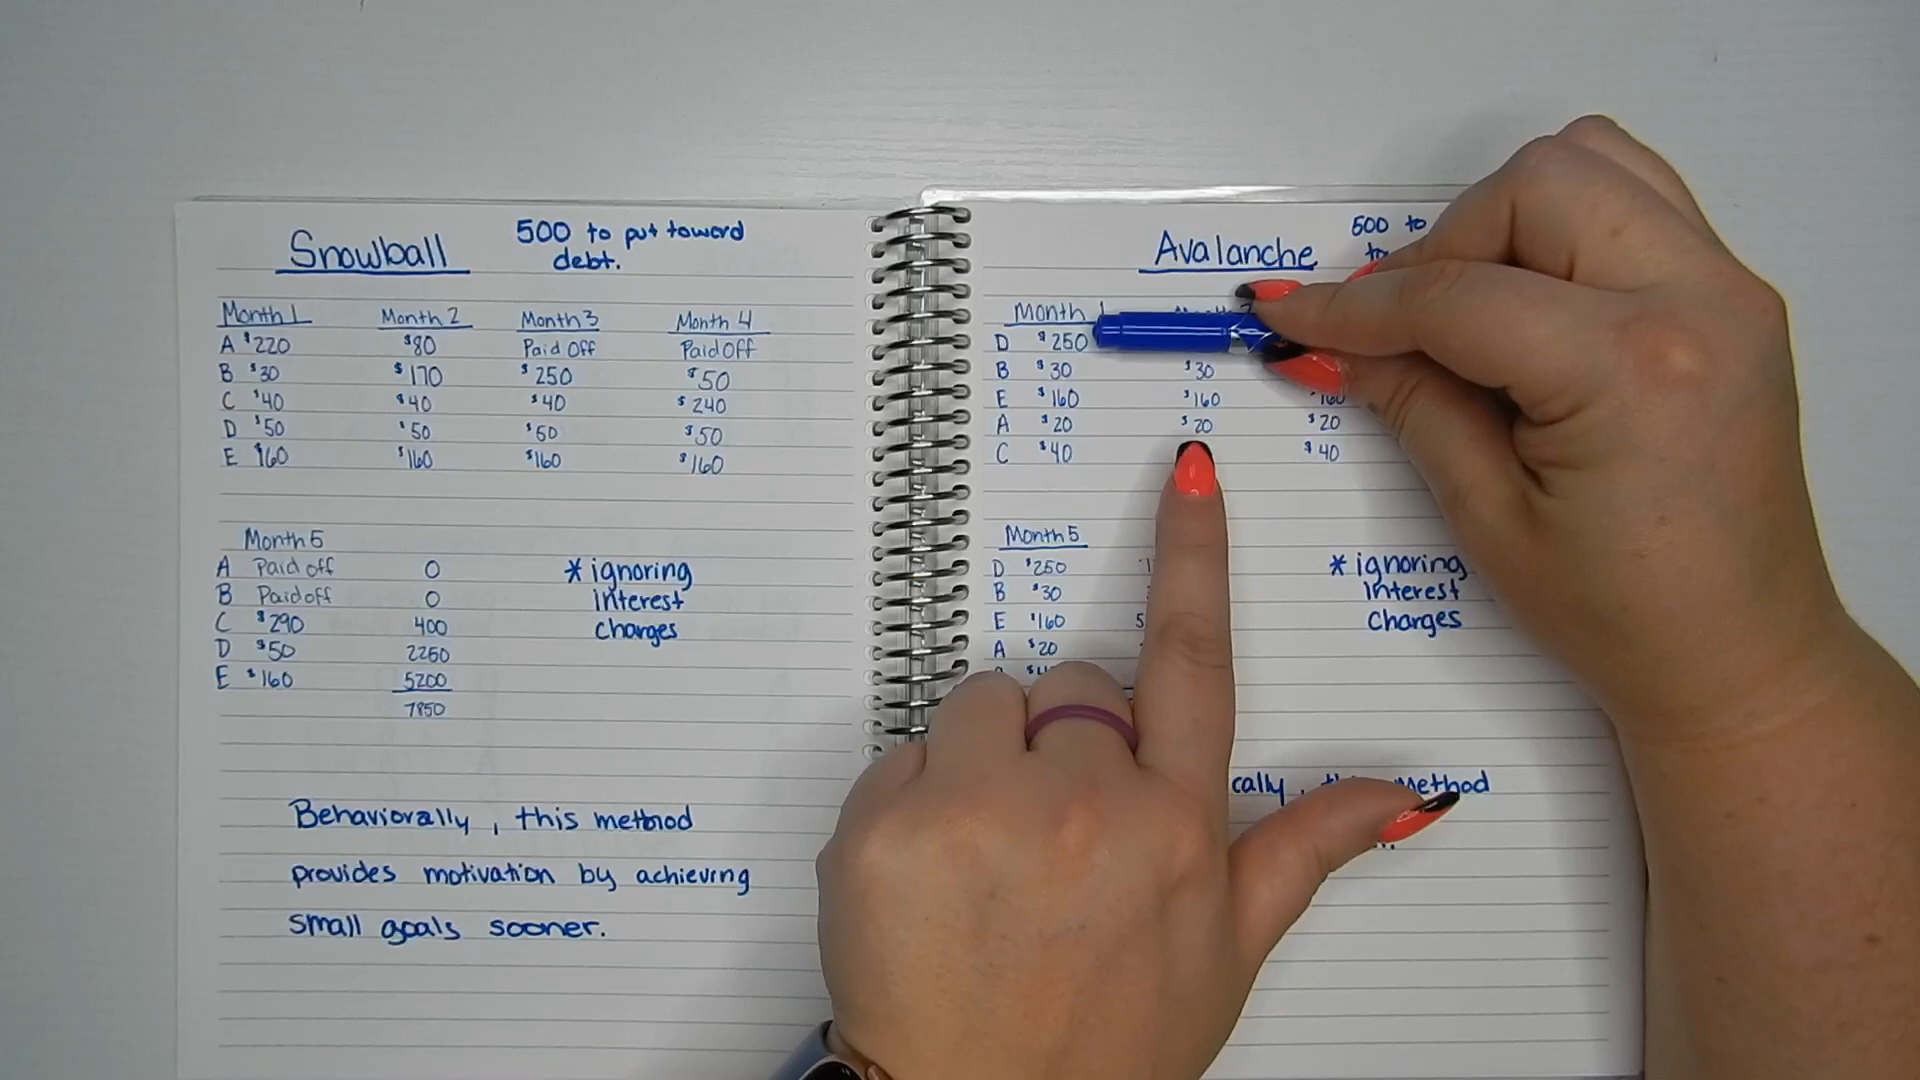 Snowball
500 to put toward
debt.
Month 1 Month 2 Month 3 Month 4
A $220 $80 Paid Off Paid Off
B $30 $170 $250 $50
C $40 $40 $40 $240
D $50 $50 $50 $50
E $160 $160 $160 $160
Month 5
A Paid off 0
B Paid off 0
C $290 400
D $50 2250
E $160 5200
7850
* ignoring
interest
charges
Behaviorally, this method
provides motivation by achieving
small goals sooner.
Avalanche
500 to
to
Month 1
D $250
B $30 $30
E $160 $160 $160
A $20 $20 $20
C $40 $40
Month 5
D $250
B $30
E $160 5
A $20
* ignoring
interest
charges
cally, this method